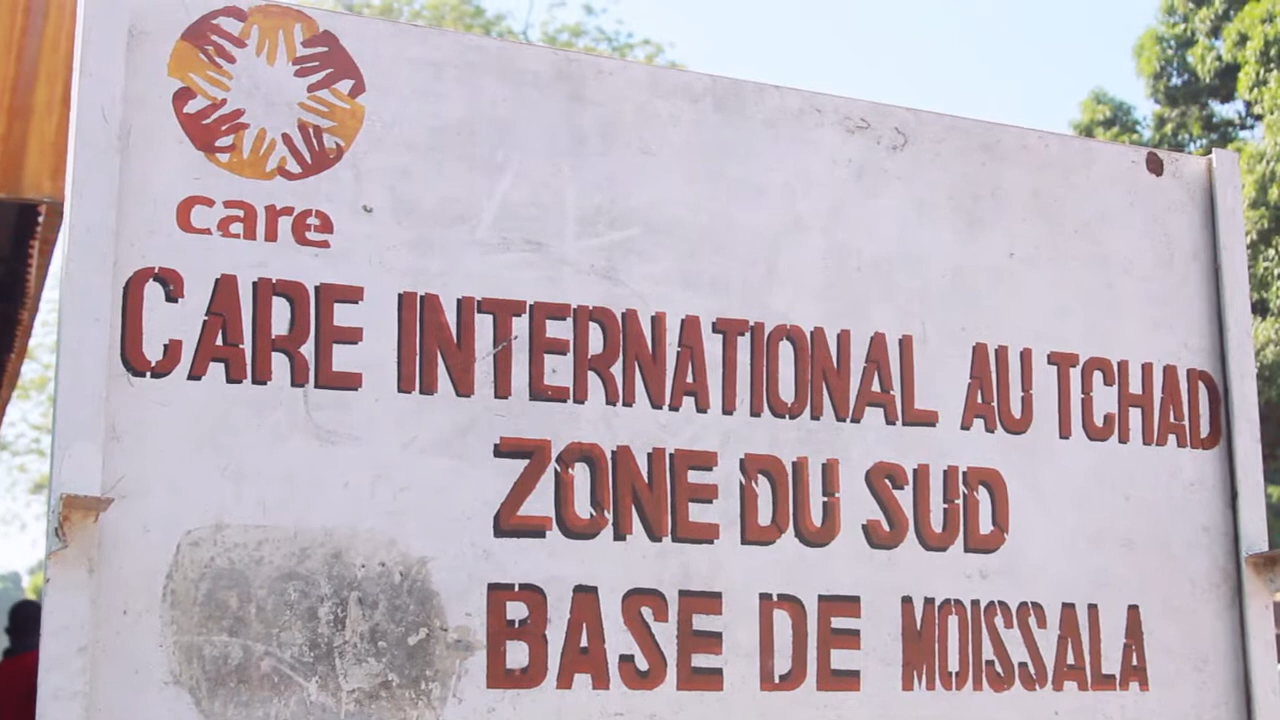 care
CARE INTERNATIONAL AU TCHAD
ZONE DU SUD
BASE DE MOISSALA